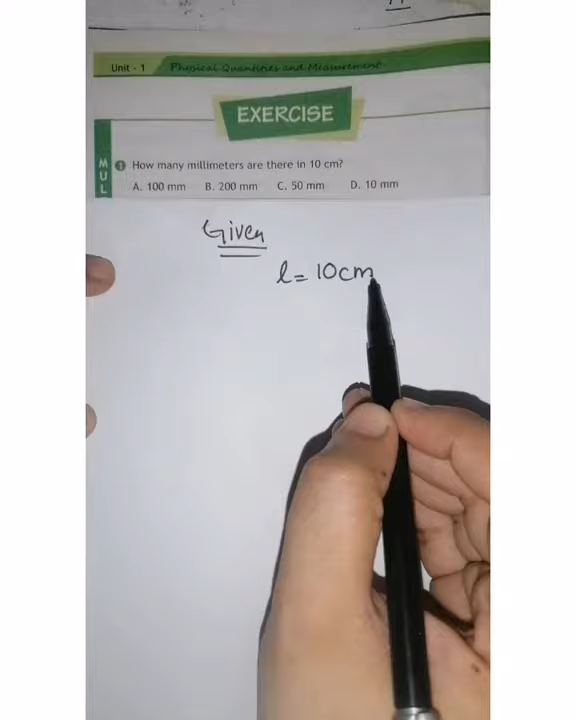 Unit - 1 Physical Quantities and Measurement
EXERCISE
MUL
1 How many millimeters are there in 10 cm?
A. 100 mm B. 200 mm C. 50 mm D. 10 mm
Given
l = 10cm